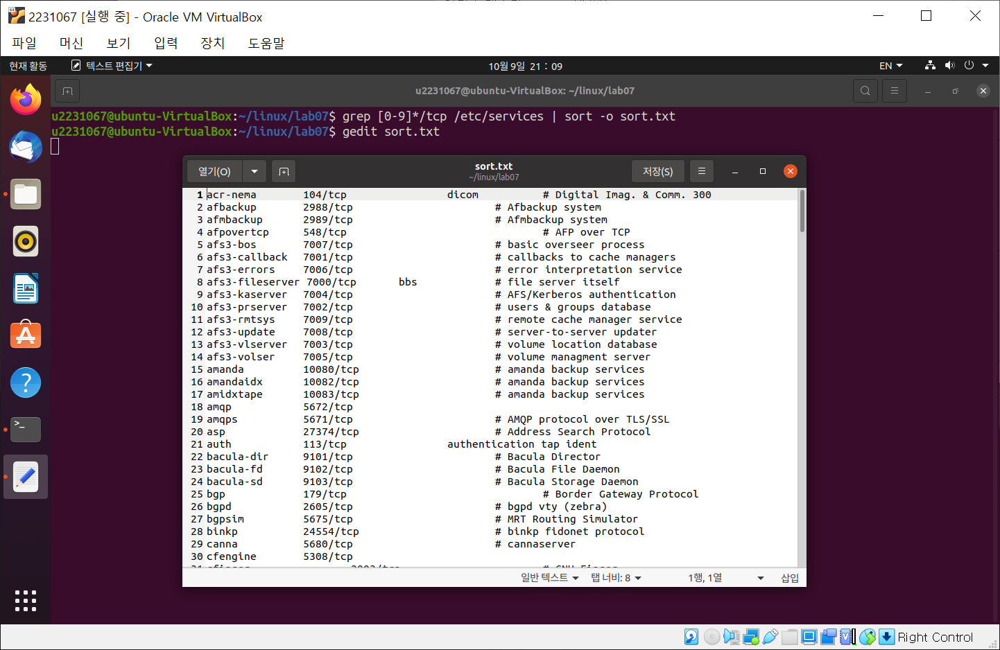 2231067 [실행 중] - Oracle VM VirtualBox
파일 머신 보기 입력 장치 도움말
현재 활동 텍스트 편집기 10월 9일 21 : 09 EN
u2231067@ubuntu-VirtualBox: ~/linux/lab07
u2231067@ubuntu-VirtualBox:~/linux/lab07$ grep [0-9]*/tcp /etc/services | sort -o sort.txt
u2231067@ubuntu-VirtualBox:~/linux/lab07$ gedit sort.txt
열기(O) sort.txt 저장(S)
~/linux/lab07
1 acr-nema 104/tcp dicom # Digital Imag. & Comm. 300
2 afbackup 2988/tcp # Afbackup system
3 afmbackup 2989/tcp # Afmbackup system
4 afpovertcp 548/tcp # AFP over TCP
5 afs3-bos 7007/tcp # basic overseer process
6 afs3-callback 7001/tcp # callbacks to cache managers
7 afs3-errors 7006/tcp # error interpretation service
8 afs3-fileserver 7000/tcp bbs # file server itself
9 afs3-kaserver 7004/tcp # AFS/Kerberos authentication
10 afs3-prserver 7002/tcp # users & groups database
11 afs3-rmtsys 7009/tcp # remote cache manager service
12 afs3-update 7008/tcp # server-to-server updater
13 afs3-vlserver 7003/tcp # volume location database
14 afs3-volser 7005/tcp # volume managment server
15 amanda 10080/tcp # amanda backup services
16 amandaidx 10082/tcp # amanda backup services
17 amidxtape 10083/tcp # amanda backup services
18 amqp 5672/tcp
19 amqps 5671/tcp # AMQP protocol over TLS/SSL
20 asp 27374/tcp # Address Search Protocol
21 auth 113/tcp authentication tap ident
22 bacula-dir 9101/tcp # Bacula Director
23 bacula-fd 9102/tcp # Bacula File Daemon
24 bacula-sd 9103/tcp # Bacula Storage Daemon
25 bgp 179/tcp # Border Gateway Protocol
26 bgpd 2605/tcp # bgpd vty (zebra)
27 bgpsim 5675/tcp # MRT Routing Simulator
28 binkp 24554/tcp # binkp fidonet protocol
29 canna 5680/tcp # cannaserver
30 cfengine 5308/tcp
31 cfinger 2003/tcp # GNU Finger
일반 텍스트 탭 너비: 8 1행, 1열 삽입
Right Control